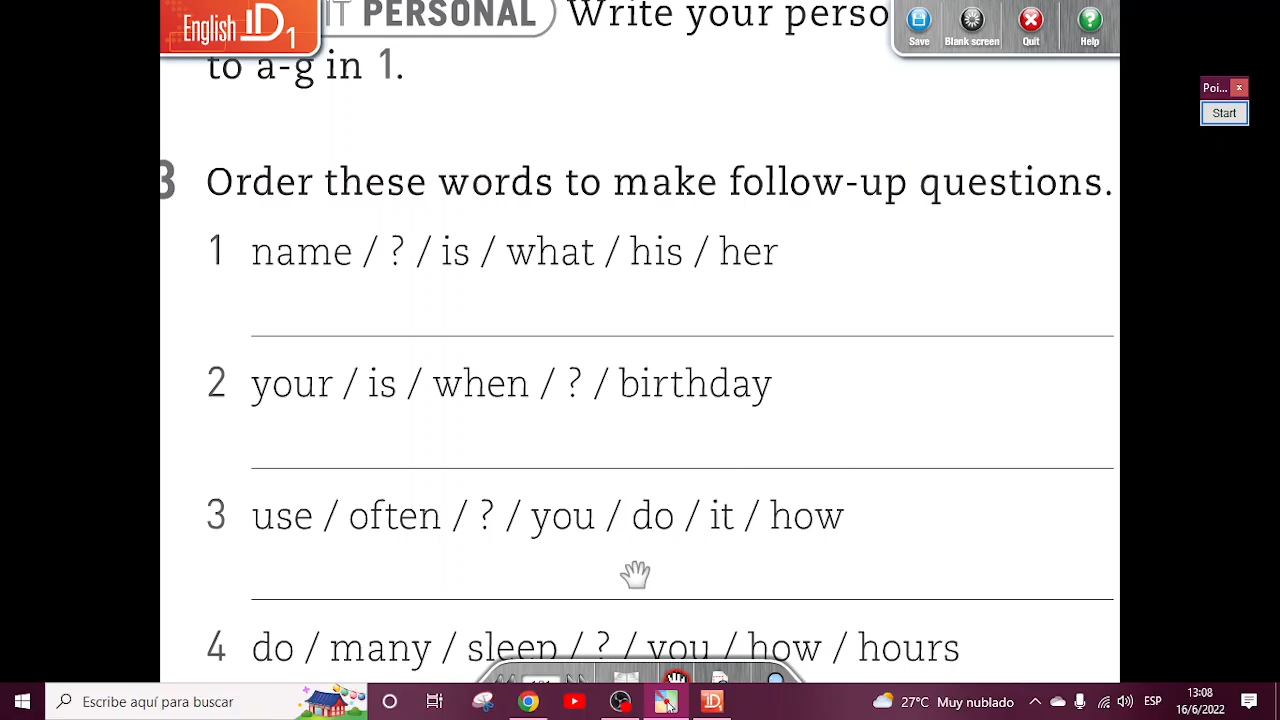 English ID 1
IT PERSONAL Write your perso
to a-g in 1.
Save Blank screen Quit Help
Poi...
Start
3 Order these words to make follow-up questions.
1 name / ? / is / what / his / her
2 your / is / when / ? / birthday
3 use / often / ? / you / do / it / how
4 do / many / sleep / ? / you / how / hours
Escribe aquí para buscar
27°C Muy nublado
ESP
13:08
16/6/2022